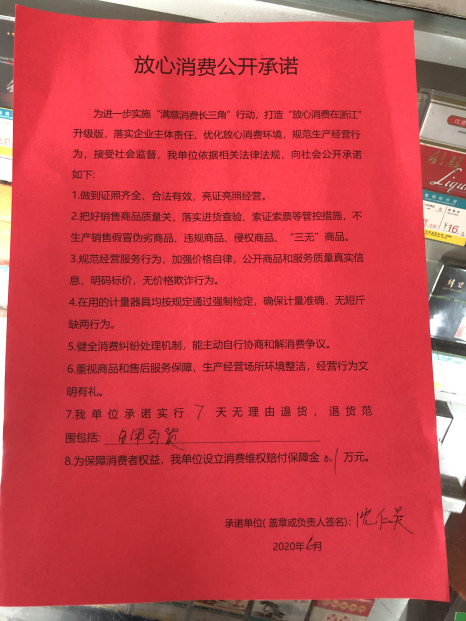 放心消费公开承诺
为进一步实施“满意消费长三角”行动，打造“放心消费在浙江”
升级版，落实企业主体责任，优化放心消费环境，规范生产经营行
为，接受社会监督，我单位依据相关法律法规，向社会公开承诺
如下：
1.做到证照齐全、合法有效，亮证亮照经营。
2.把好销售商品质量关，落实进货查验、索证索票等管控措施，不
生产销售假冒伪劣商品、违规商品、侵权商品、“三无”商品。
3.规范经营服务行为，加强价格自律，公开商品和服务质量真实信
息、明码标价，无价格欺诈行为。
4.在用的计量器具均按规定通过强制检定，确保计量准确，无短斤
缺两行为。
5.健全消费纠纷处理机制，能主动自行协商和解消费争议。
6.重视商品和售后服务保障，生产经营场所环境整洁，经营行为文
明有礼。
7.我单位承诺实行 7 天无理由退货，退货范
围包括: 日用百货
8.为保障消费者权益，我单位设立消费维权赔付保障金 0.1 万元。
承诺单位(盖章或负责人签名): 沈仁
2020年6月
Liqu
16